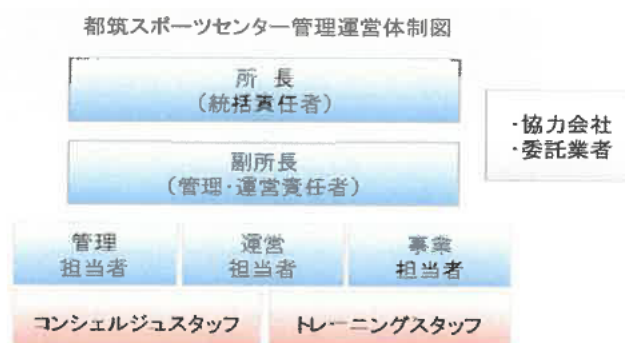 都筑スポーツセンター管理運営体制図
所 長
（統括責任者）
・協力会社
・委託業者
副所長
（管理・運営責任者）
管理
担当者
運営
担当者
事業
担当者
コンシェルジュスタッフ
トレーニングスタッフ